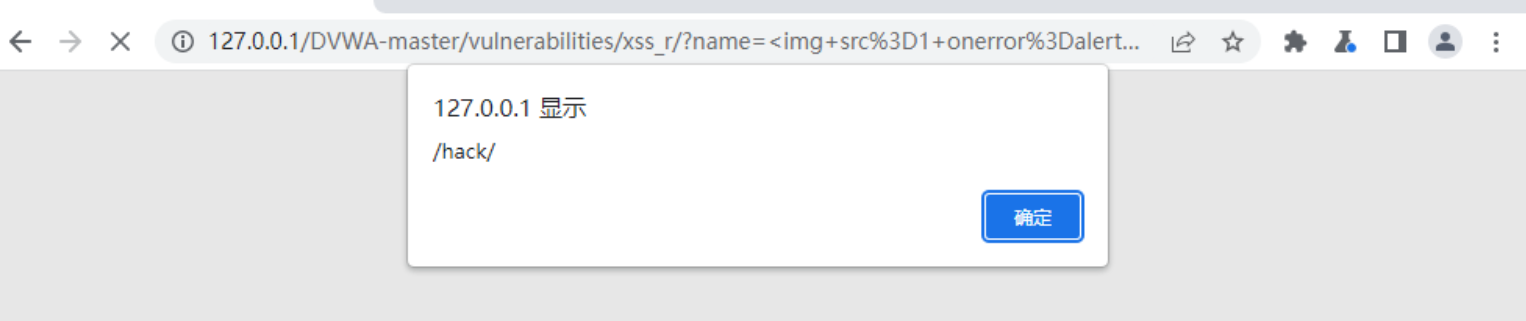 127.0.0.1/DVWA-master/vulnerabilities/xss_r/?name=<img+src%3D1+onerror%3Dalert...
127.0.0.1 显示
/hack/
确定